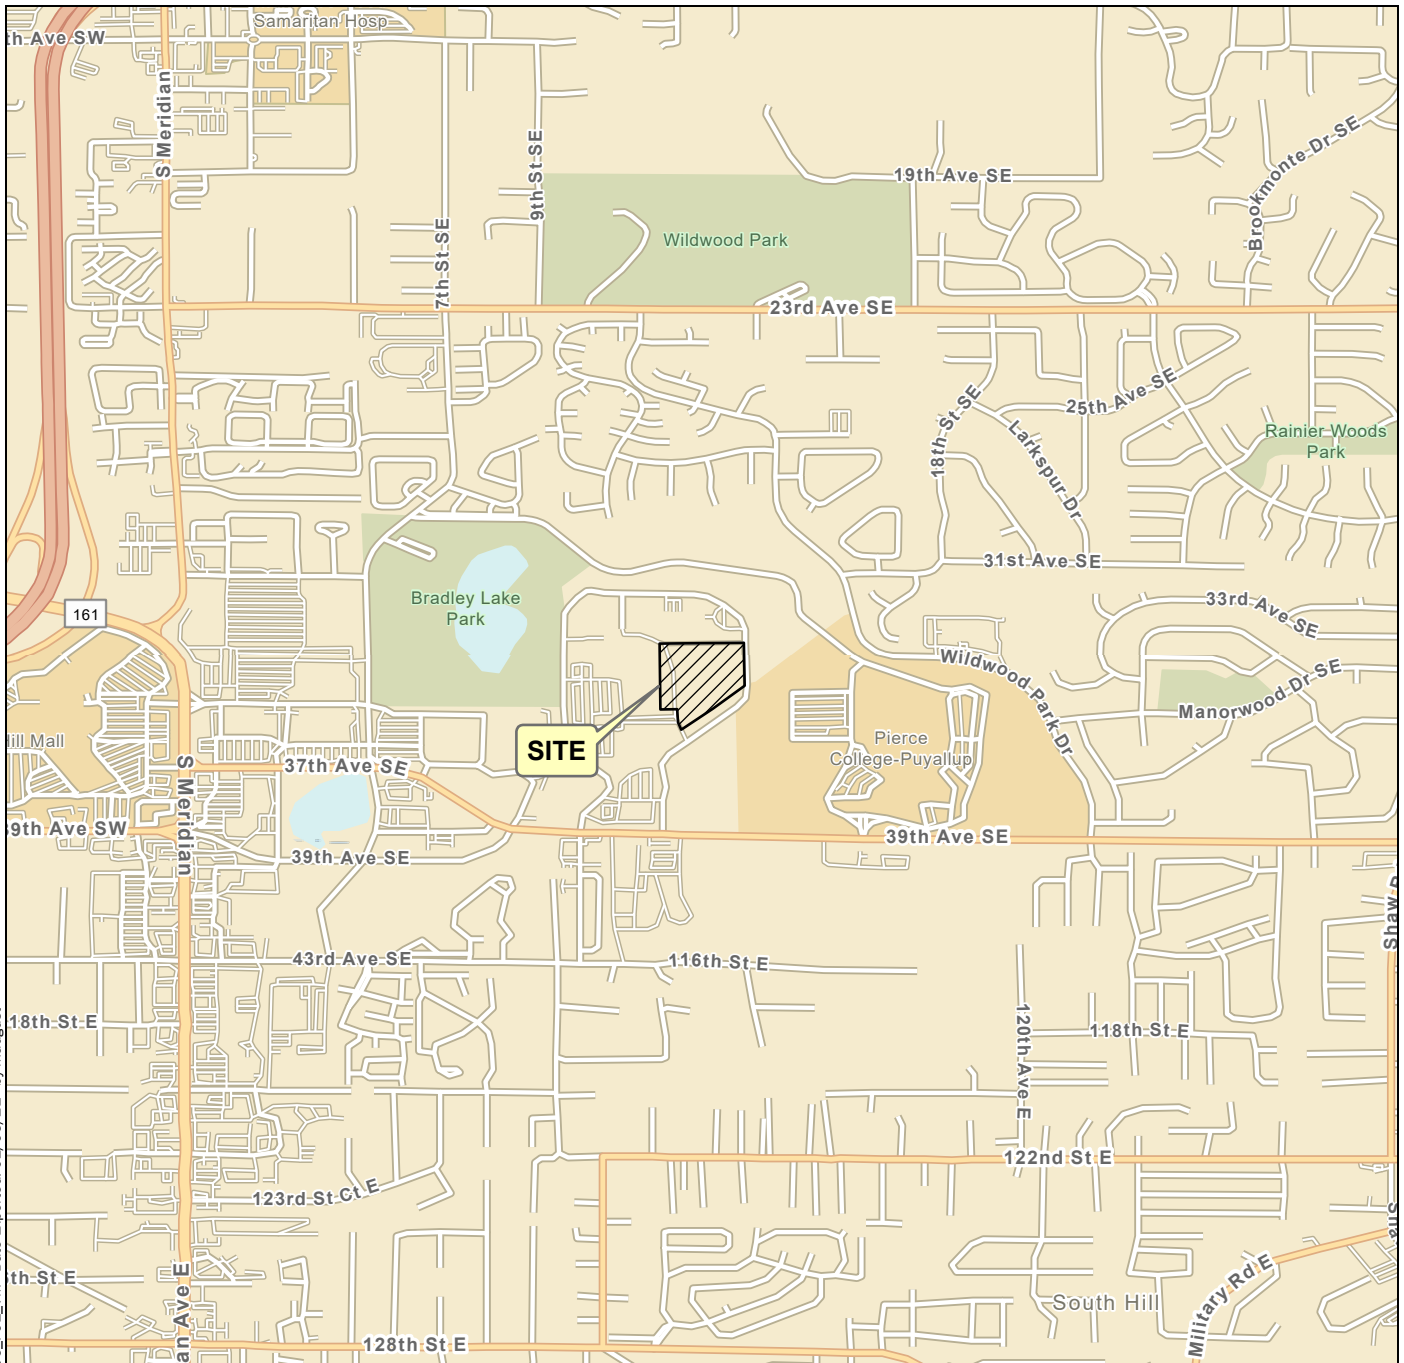 Samaritan Hosp
th Ave SW
S Meridian
9th St SE
19th Ave SE
Brookmonte Dr SE
7th St SE
Wildwood Park
23rd Ave SE
25th Ave SE
18th St SE
Larkspur Dr
Rainier Woods
Park
31st Ave SE
Bradley Lake
Park
161
33rd Ave SE
Wildwood Park Dr
Manorwood Dr SE
SITE
Pierce
College-Puyallup
Hill Mall
S Meridian
37th Ave SE
39th Ave SW
39th Ave SE
39th Ave SE
43rd Ave SE
116th St E
18th St E
120th Ave E
118th St E
122nd St E
123rd St Ct E
th St E
an Ave E
Military Rd E
South Hill
128th St E